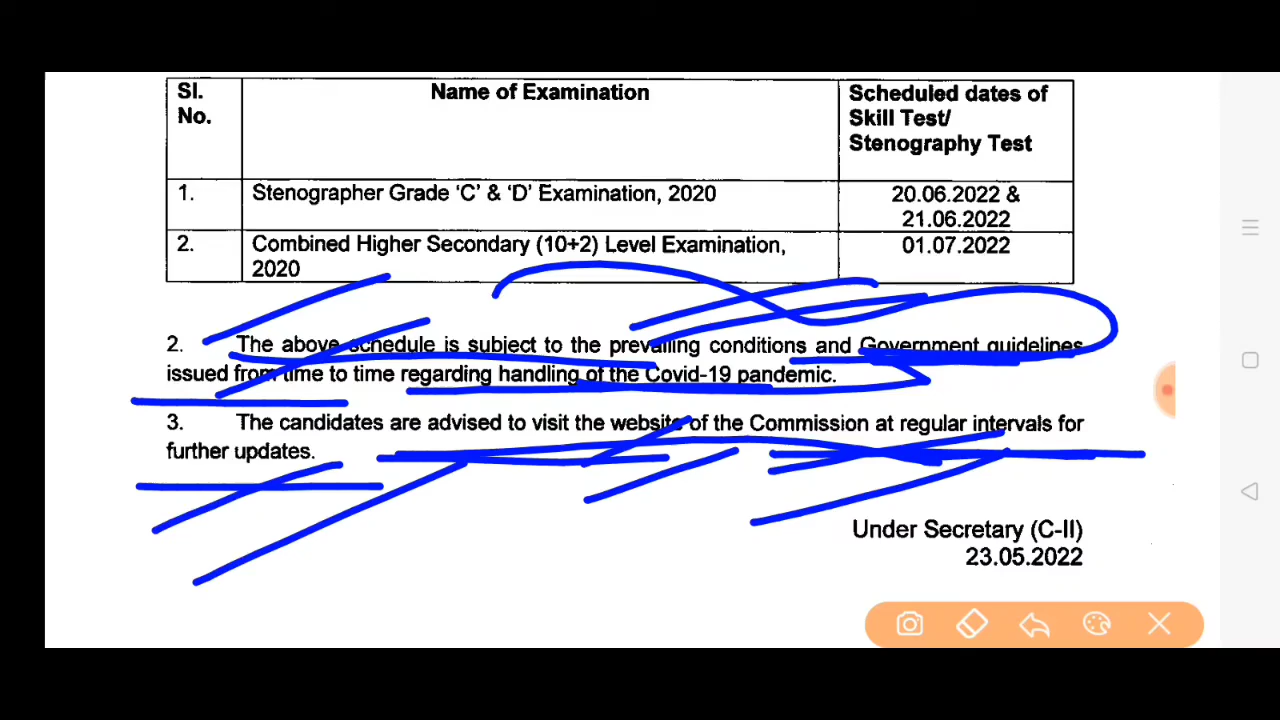 Sl. No.
Name of Examination
Scheduled dates of Skill Test/ Stenography Test
1.
Stenographer Grade 'C' & 'D' Examination, 2020
20.06.2022 & 21.06.2022
2.
Combined Higher Secondary (10+2) Level Examination, 2020
01.07.2022
2. The above schedule is subject to the prevailing conditions and Government guidelines
issued from time to time regarding handling of the Covid-19 pandemic.
3. The candidates are advised to visit the website of the Commission at regular intervals for
further updates.
Under Secretary (C-II)
23.05.2022